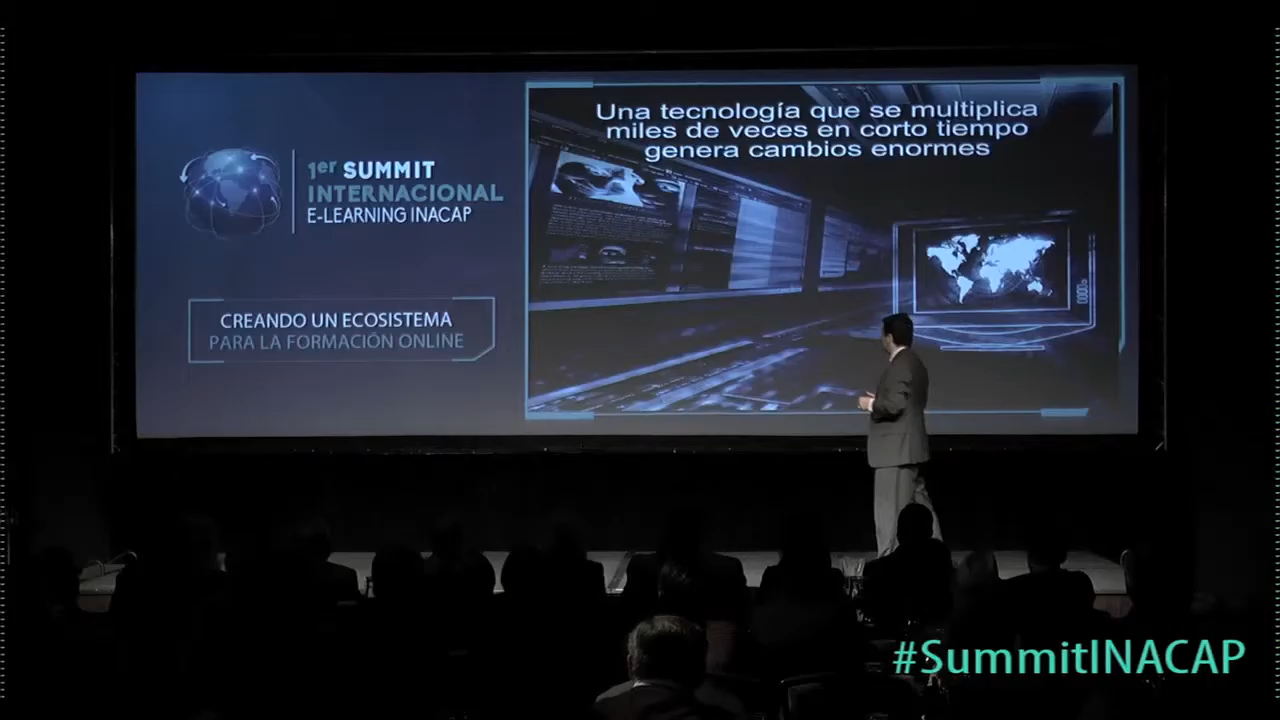 Una tecnología que se multiplica
miles de veces en corto tiempo
genera cambios enormes
1er SUMMIT
INTERNACIONAL
E-LEARNING INACAP
CREANDO UN ECOSISTEMA
PARA LA FORMACIÓN ONLINE
#SummitINACAP